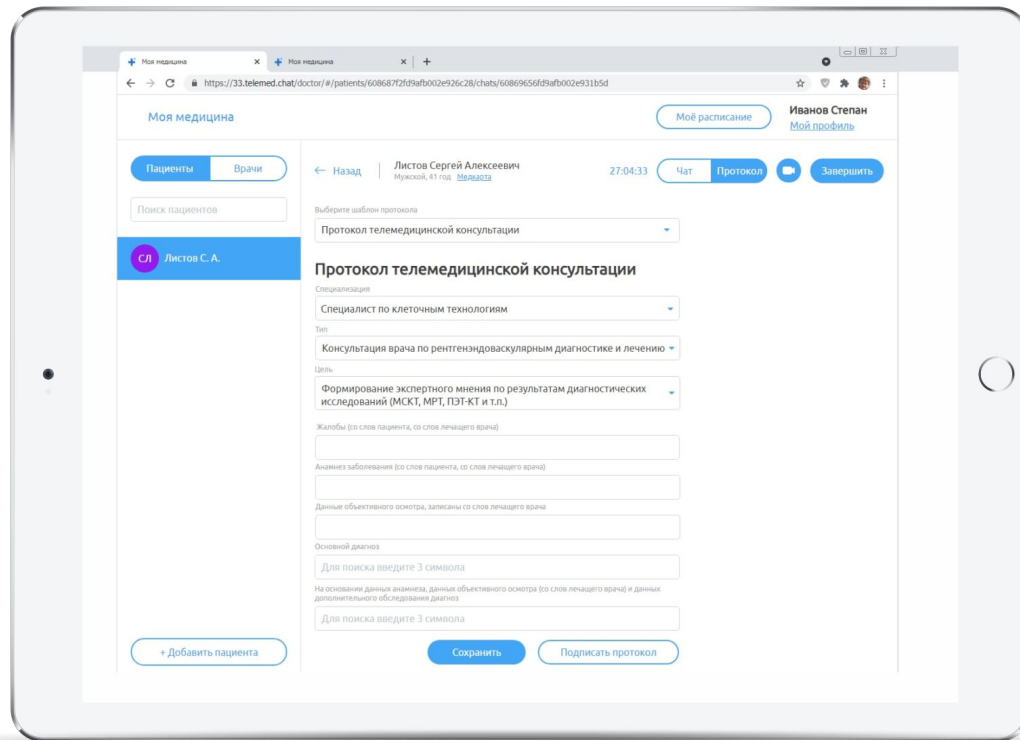 Моя медицина
Моя медицина
https://33.telemed.chat/doctor/#/patients/608687f2fd9afb002e926c28/chats/60869656fd9afb002e931b5d
Моя медицина
Моё расписание
Иванов Степан
Мой профиль
Пациенты
Врачи
Поиск пациентов
СЛ
Листов С. А.
+ Добавить пациента
← Назад
Листов Сергей Алексеевич
Мужской, 41 год Медкарта
27:04:33
Чат
Протокол
Завершить
Выберите шаблон протокола
Протокол телемедицинской консультации
Протокол телемедицинской консультации
Специализация
Специалист по клеточным технологиям
Тип
Консультация врача по рентгенэндоваскулярным диагностике и лечению
Цель
Формирование экспертного мнения по результатам диагностических
исследований (МСКТ, МРТ, ПЭТ-КТ и т.п.)
Жалобы (со слов пациента, со слов лечащего врача)
Анамнез заболевания (со слов пациента, со слов лечащего врача)
Данные объективного осмотра, записаны со слов лечащего врача
Основной диагноз
Для поиска введите 3 символа
На основании данных анамнеза, данных объективного осмотра (со слов лечащего врача) и данных
дополнительного обследования диагноз
Для поиска введите 3 символа
Сохранить
Подписать протокол